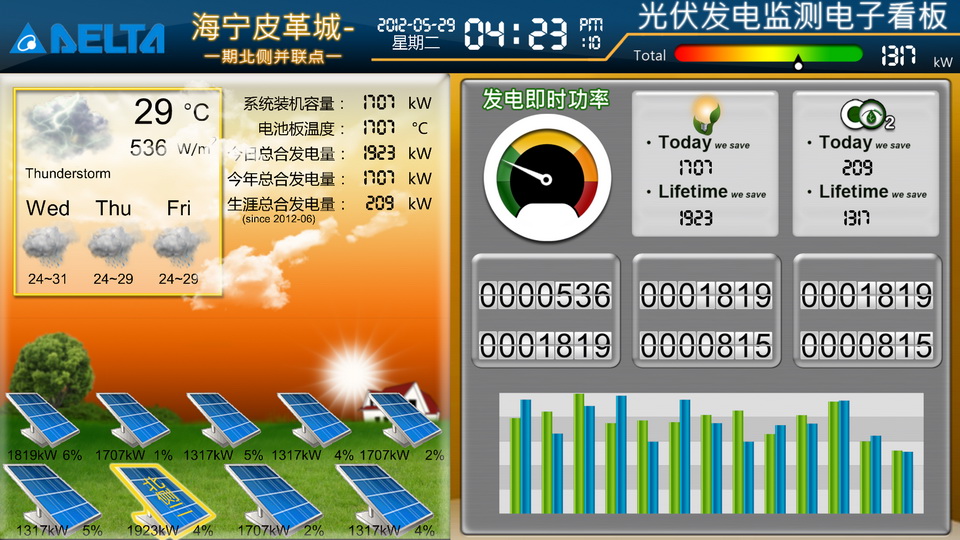 DELTA
海宁皮革城-
一期北侧并联点一
2012-05-29
星期二
04:23 PM :10
光伏发电监测电子看板
Total 1317 kW
29 °C
536 W/m²
Thunderstorm
Wed Thu Fri
24~31 24~29 24~29
系统装机容量： 1707 kW
电池板温度： 1707 °C
今日总合发电量： 1923 kW
今年总合发电量： 1707 kW
生涯总合发电量： 209 kW
(since 2012-06)
1819kW 6% 1707kW 1% 1317kW 5% 1317kW 4% 1707kW 2%
1317kW 5% 1923kW 4% 1707kW 2% 1317kW 4%
发电即时功率
· Today we save
1707
· Lifetime we save
1923
CO2
· Today we save
209
· Lifetime we save
1317
0000536 0001819 0001819
0001819 0000815 0000815